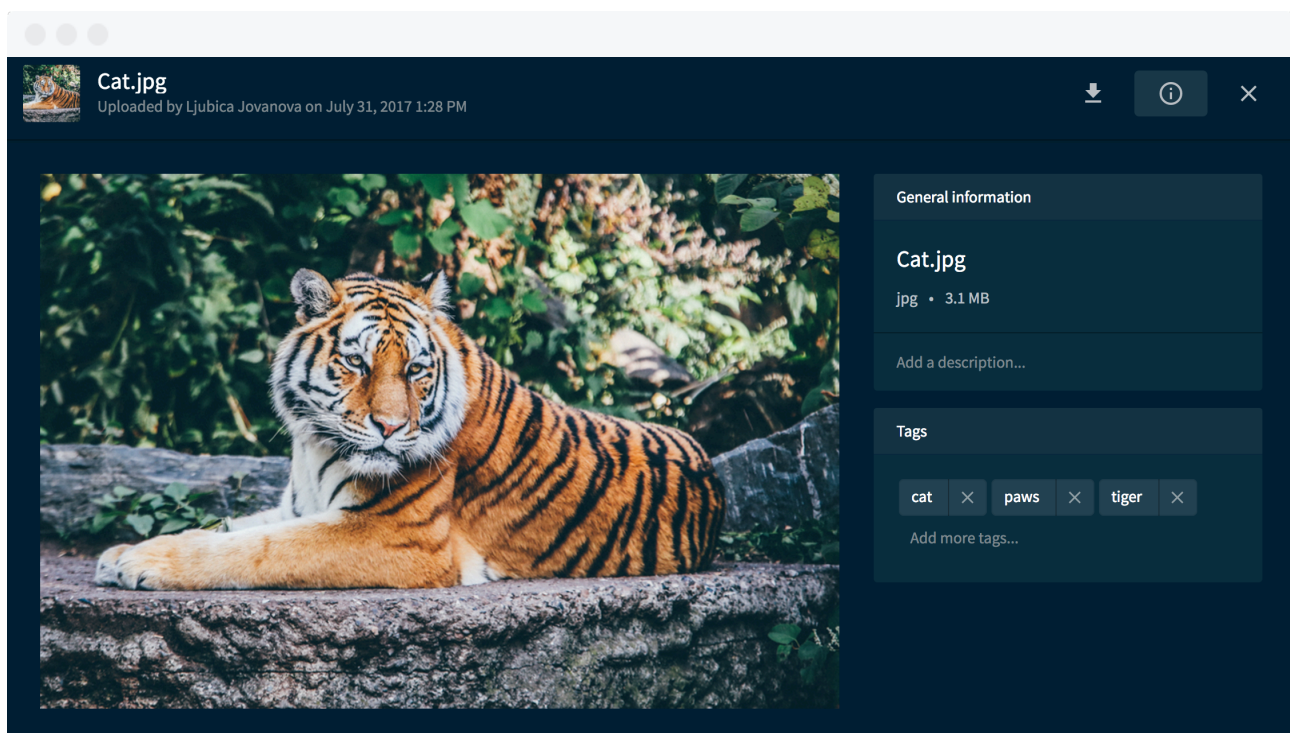 Cat.jpg
Uploaded by Ljubica Jovanova on July 31, 2017 1:28 PM
General information
Cat.jpg
jpg • 3.1 MB
Add a description...
Tags
cat paws tiger
Add more tags...